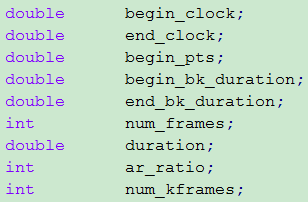 double begin_clock;
double end_clock;
double begin_pts;
double begin_bk_duration;
double end_bk_duration;
int num_frames;
double duration;
int ar_ratio;
int num_kframes;